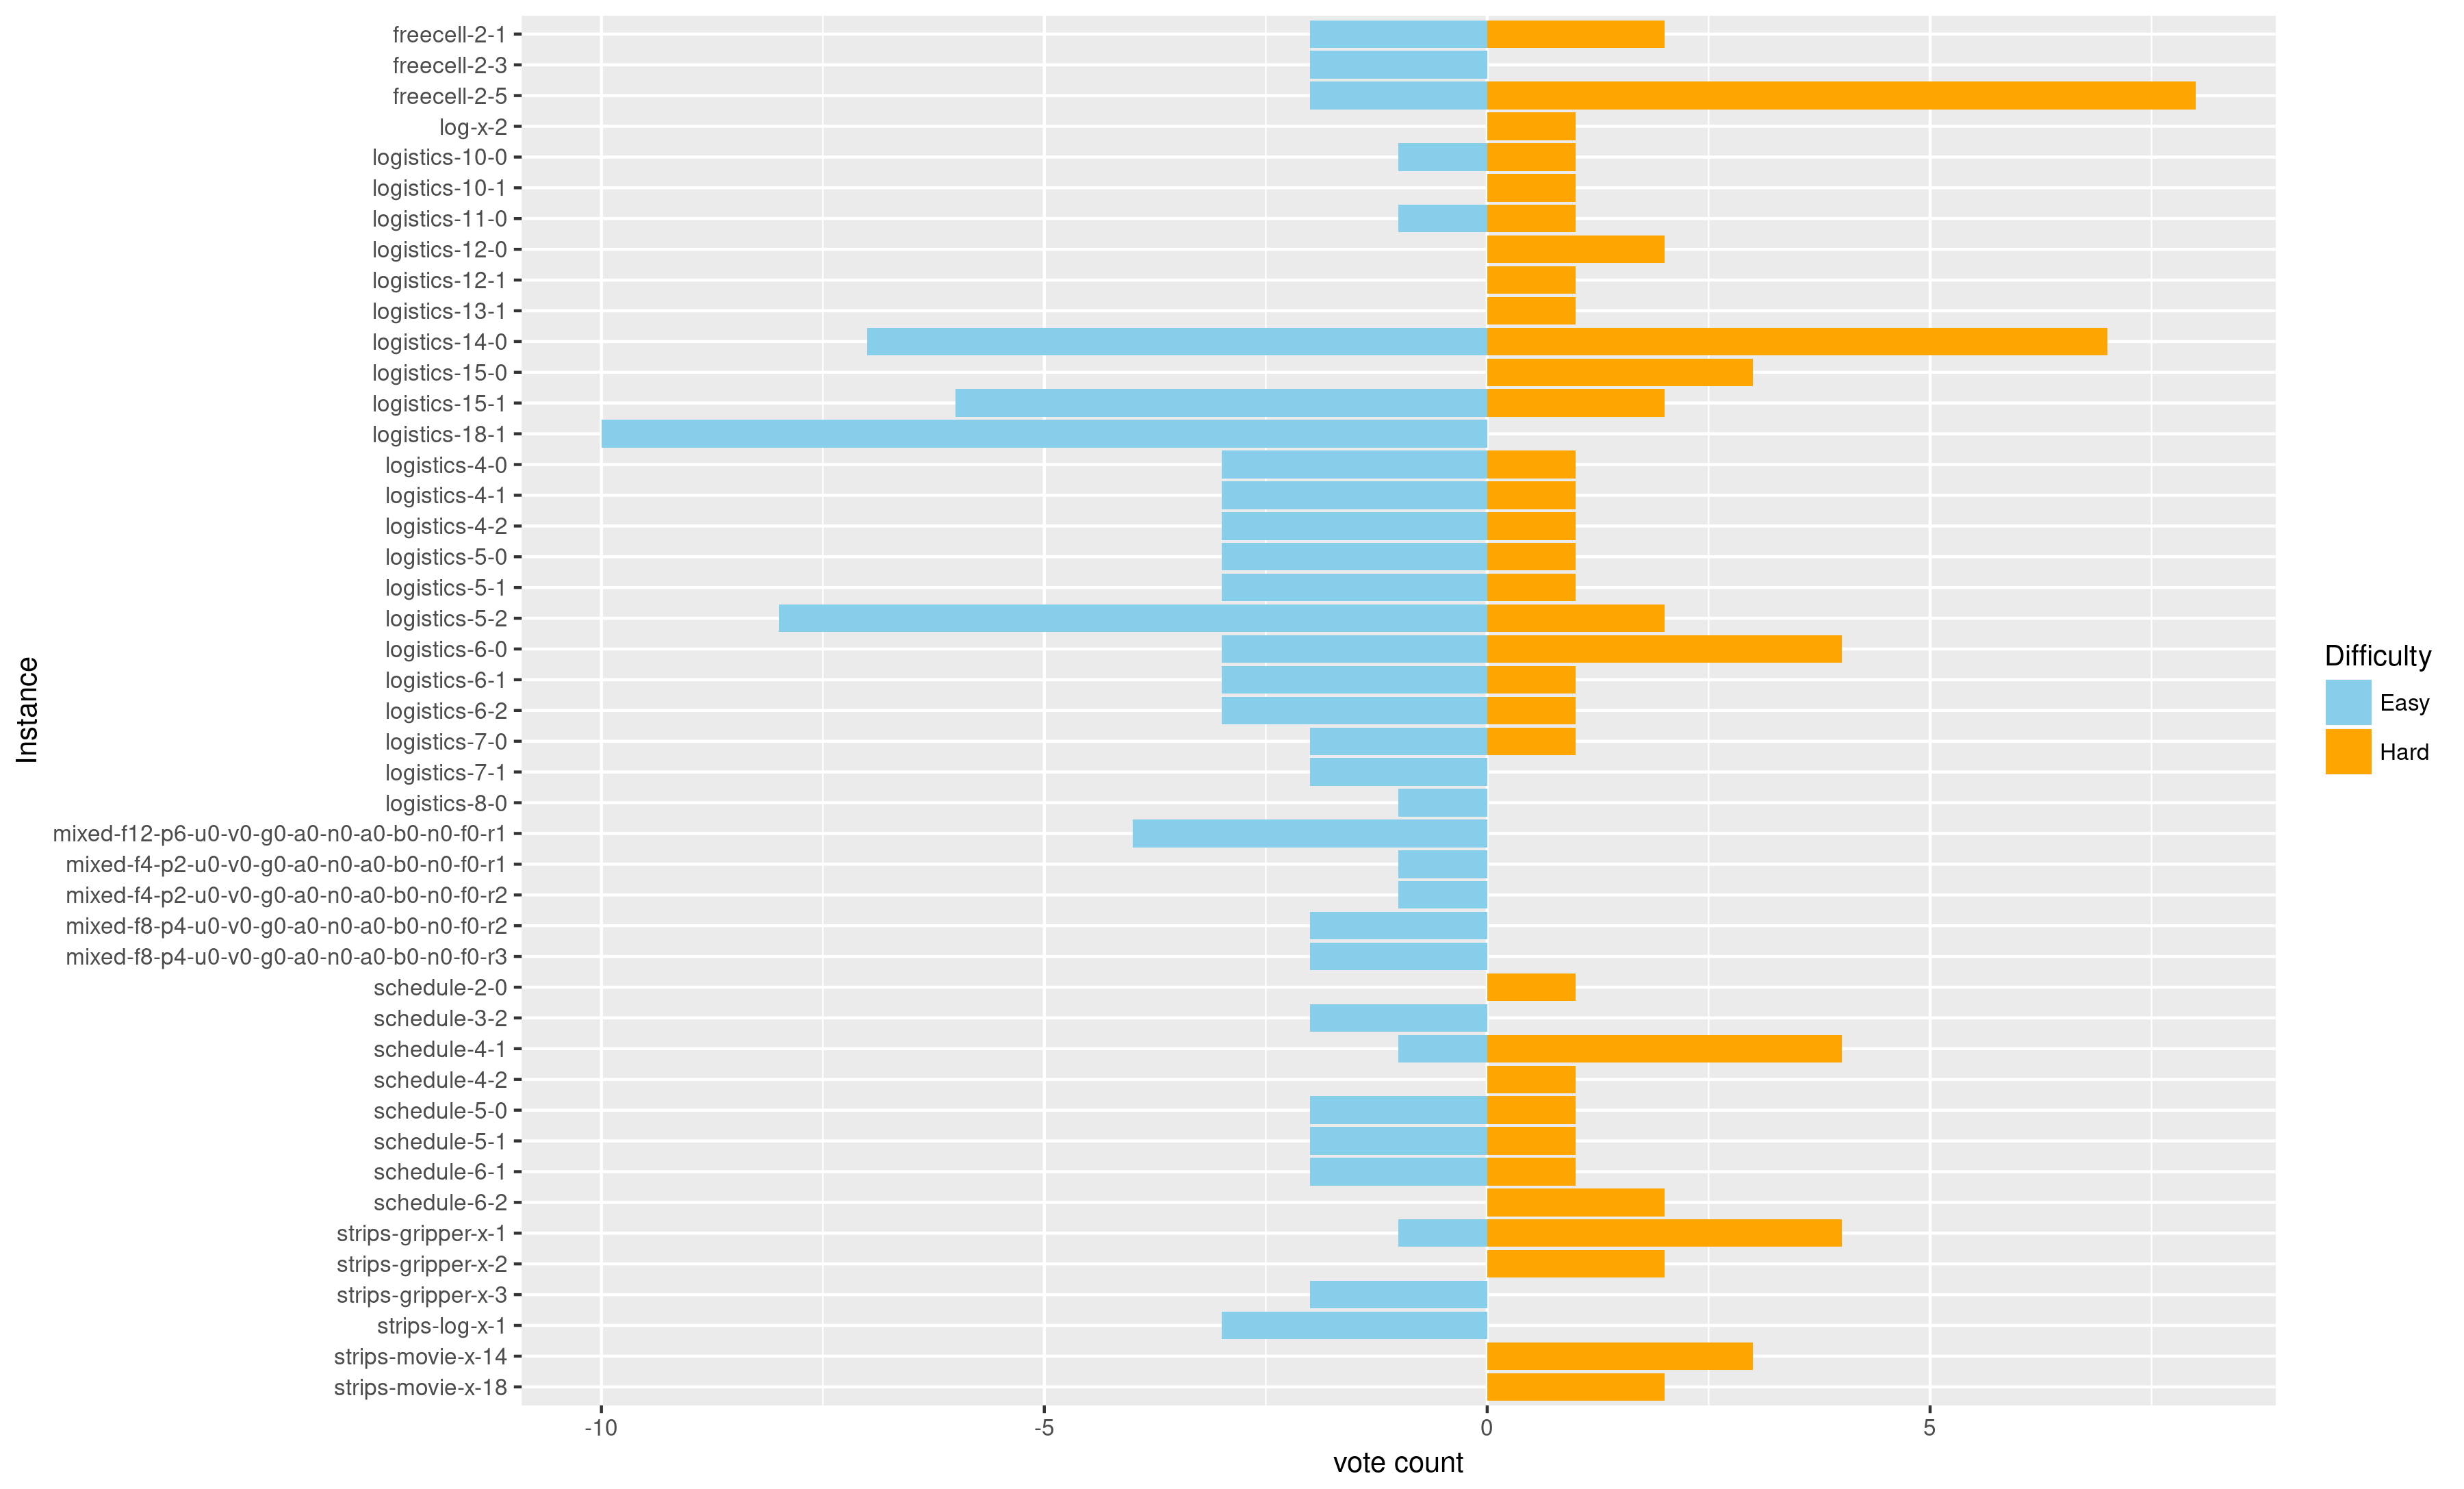 freecell-2-1
freecell-2-3
freecell-2-5
log-x-2
logistics-10-0
logistics-10-1
logistics-11-0
logistics-12-0
logistics-12-1
logistics-13-1
logistics-14-0
logistics-15-0
logistics-15-1
logistics-18-1
logistics-4-0
logistics-4-1
logistics-4-2
logistics-5-0
logistics-5-1
logistics-5-2
logistics-6-0
logistics-6-1
logistics-6-2
logistics-7-0
logistics-7-1
logistics-8-0
mixed-f12-p6-u0-v0-g0-a0-n0-a0-b0-n0-f0-r1
mixed-f4-p2-u0-v0-g0-a0-n0-a0-b0-n0-f0-r1
mixed-f4-p2-u0-v0-g0-a0-n0-a0-b0-n0-f0-r2
mixed-f8-p4-u0-v0-g0-a0-n0-a0-b0-n0-f0-r2
mixed-f8-p4-u0-v0-g0-a0-n0-a0-b0-n0-f0-r3
schedule-2-0
schedule-3-2
schedule-4-1
schedule-4-2
schedule-5-0
schedule-5-1
schedule-6-1
schedule-6-2
strips-gripper-x-1
strips-gripper-x-2
strips-gripper-x-3
strips-log-x-1
strips-movie-x-14
strips-movie-x-18
Instance
-10 -5 0 5
vote count
Difficulty
Easy
Hard